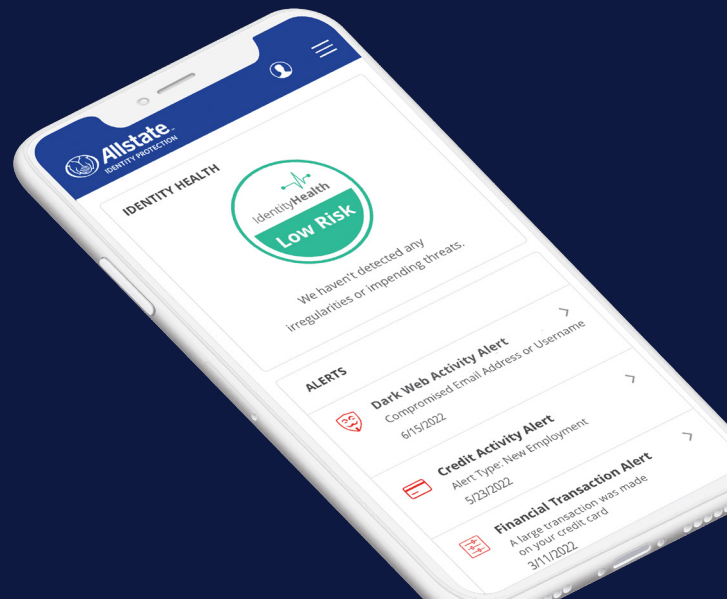 Allstate
IDENTITY PROTECTION
IDENTITY HEALTH
IdentityHealth
Low Risk
We haven't detected any
irregularities or impending threats.
ALERTS
Dark Web Activity Alert
Compromised Email Address or Username
6/15/2022
Credit Activity Alert
Alert Type: New Employment
5/23/2022
Financial Transaction Alert
A large transaction was made
on your credit card
3/11/2022